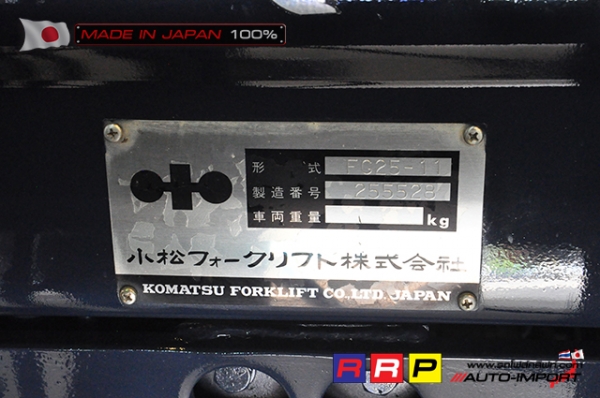 MADE IN JAPAN 100%
形 式 FG25-11
製造番号 255528
車両重量 kg
小松フォークリフト株式会社
KOMATSU FORKLIFT CO.,LTD. JAPAN
RRP
AUTO-IMPORT